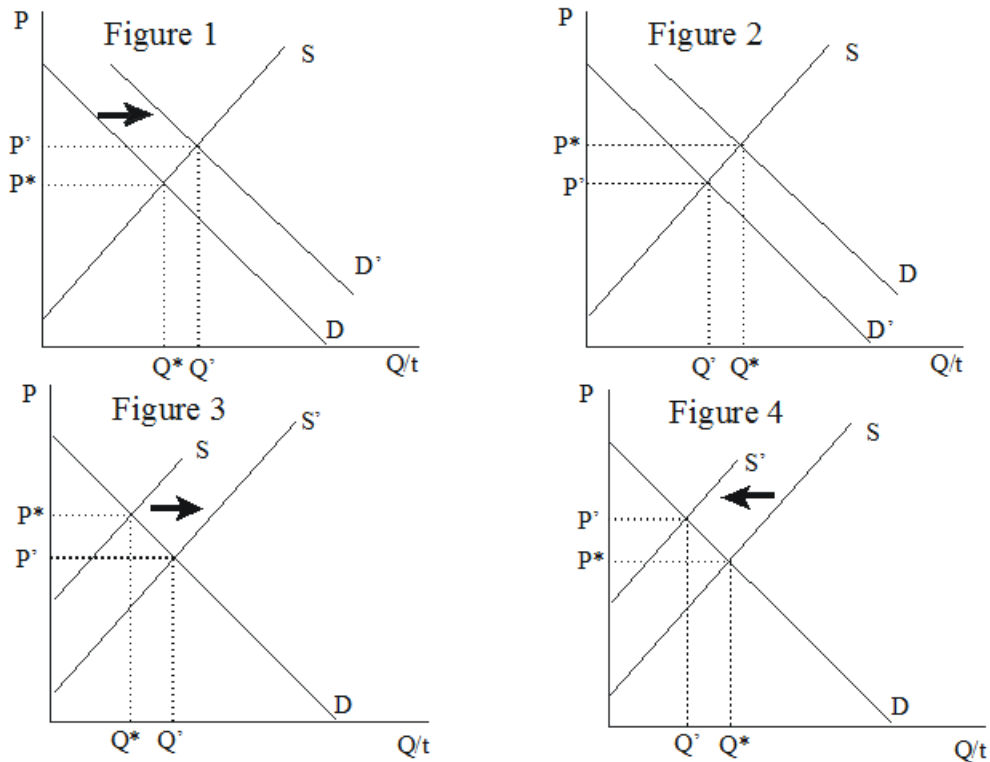 P
Figure 1
S
P'
P*
D'
D
Q* Q' Q/t
P
Figure 2
S
P*
P'
D
D'
Q' Q* Q/t
P
Figure 3
S'
S
P*
P'
D
Q* Q' Q/t
P
Figure 4
S
S'
P'
P*
D
Q' Q* Q/t